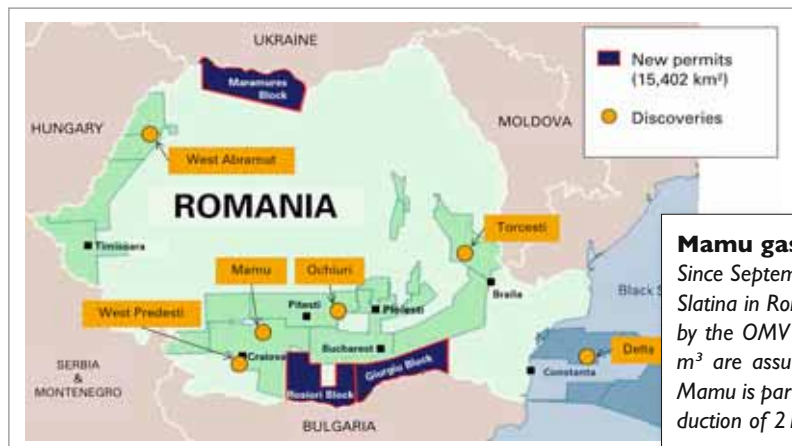 UKRAINE
Maramures
Block
New permits
(15,402 km²)
Discoveries
HUNGARY
MOLDOVA
West Abramut
ROMANIA
Torcesti
Timisoara
Mamu
Ochiuri
Pitesti
Ploiesti
Braila
West Predesti
Craiova
Bucharest
Black S
Delta
Constanta
SERBIA
&
MONTENEGRO
Rosiori Block
Giurgiu Block
BULGARIA
Mamu gas
Since Septem
Slatina in Ror
by the OMV
m³ are assu
Mamu is par
duction of 2